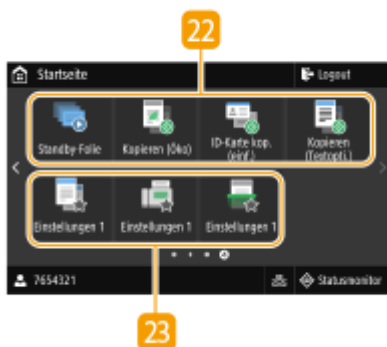 22
Startseite
Logout
Standby Folie
Kopieren (Öko)
ID-Karte kop.
(einf.)
Kopieren
(Textopti.)
Einstellungen 1
Einstellungen 1
Einstellungen 1
7654321
Statusmonitor
23